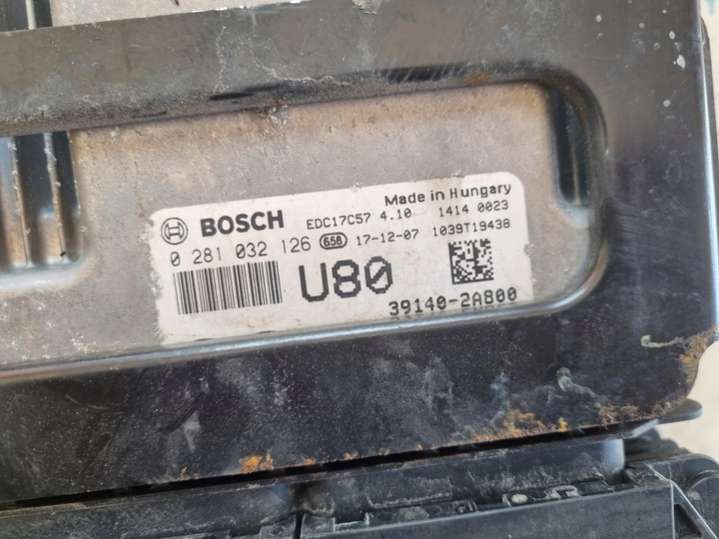 Made in Hungary
BOSCH EDC17C57 4.10 1414 0023
0 281 032 126 658 17-12-07 1039T19438
U80
39140-2A800